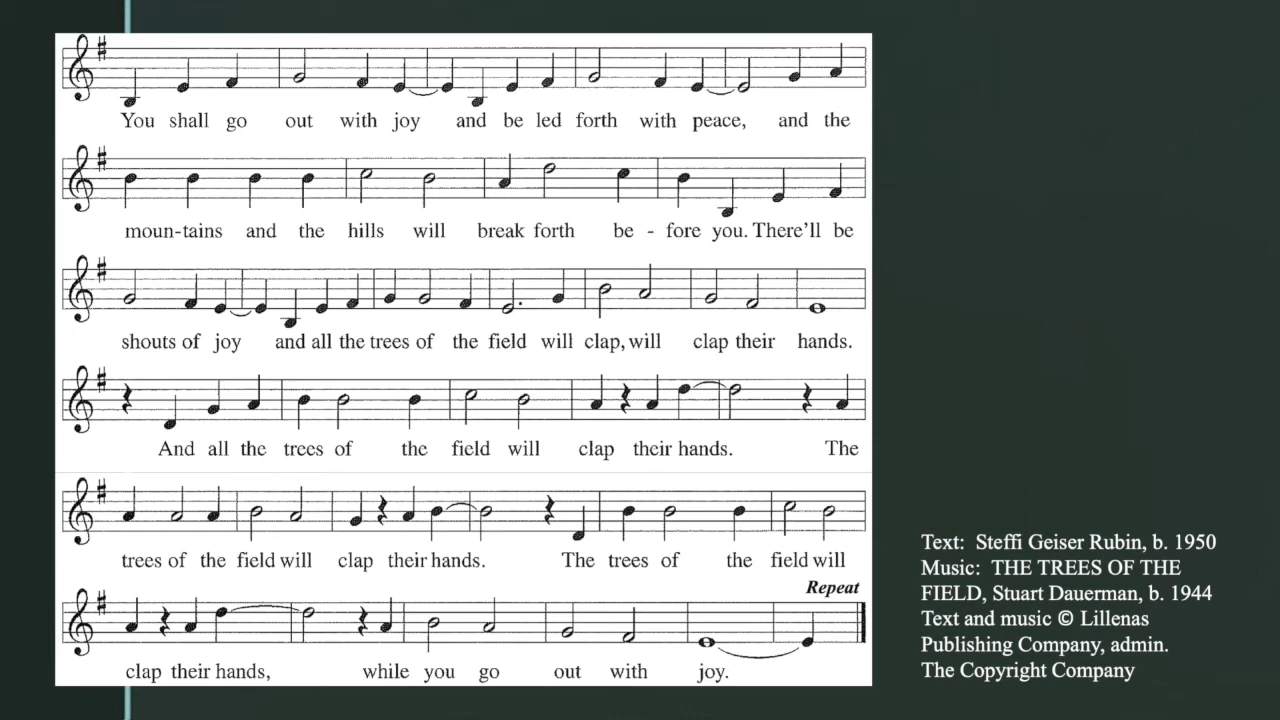 You shall go out with joy and be led forth with peace, and the
moun-tains and the hills will break forth be - fore you. There'll be
shouts of joy and all the trees of the field will clap, will clap their hands.
And all the trees of the field will clap their hands. The
trees of the field will clap their hands. The trees of the field will
Repeat
clap their hands, while you go out with joy.
Text: Steffi Geiser Rubin, b. 1950
Music: THE TREES OF THE
FIELD, Stuart Dauerman, b. 1944
Text and music © Lillenas
Publishing Company, admin.
The Copyright Company